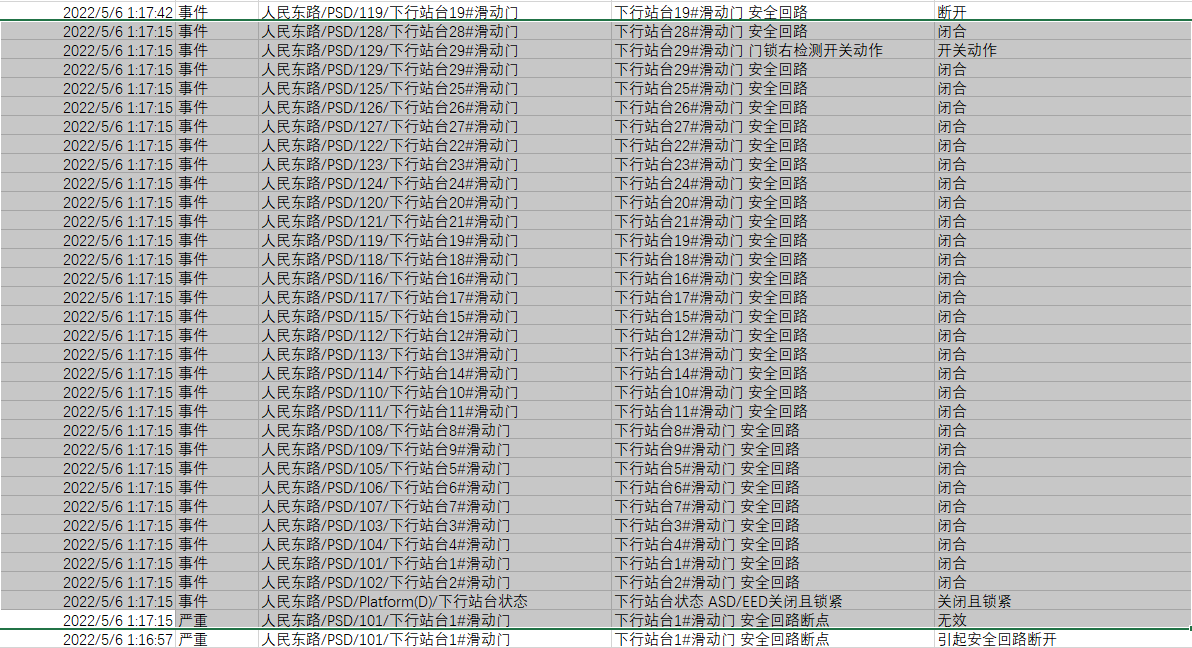 2022/5/6 1:17:42 事件 人民东路/PSD/119/下行站台19#滑动门 下行站台19#滑动门 安全回路 断开
2022/5/6 1:17:15 事件 人民东路/PSD/128/下行站台28#滑动门 下行站台28#滑动门 安全回路 闭合
2022/5/6 1:17:15 事件 人民东路/PSD/129/下行站台29#滑动门 下行站台29#滑动门 门锁右检测开关动作 开关动作
2022/5/6 1:17:15 事件 人民东路/PSD/129/下行站台29#滑动门 下行站台29#滑动门 安全回路 闭合
2022/5/6 1:17:15 事件 人民东路/PSD/125/下行站台25#滑动门 下行站台25#滑动门 安全回路 闭合
2022/5/6 1:17:15 事件 人民东路/PSD/126/下行站台26#滑动门 下行站台26#滑动门 安全回路 闭合
2022/5/6 1:17:15 事件 人民东路/PSD/127/下行站台27#滑动门 下行站台27#滑动门 安全回路 闭合
2022/5/6 1:17:15 事件 人民东路/PSD/122/下行站台22#滑动门 下行站台22#滑动门 安全回路 闭合
2022/5/6 1:17:15 事件 人民东路/PSD/123/下行站台23#滑动门 下行站台23#滑动门 安全回路 闭合
2022/5/6 1:17:15 事件 人民东路/PSD/124/下行站台24#滑动门 下行站台24#滑动门 安全回路 闭合
2022/5/6 1:17:15 事件 人民东路/PSD/120/下行站台20#滑动门 下行站台20#滑动门 安全回路 闭合
2022/5/6 1:17:15 事件 人民东路/PSD/121/下行站台21#滑动门 下行站台21#滑动门 安全回路 闭合
2022/5/6 1:17:15 事件 人民东路/PSD/119/下行站台19#滑动门 下行站台19#滑动门 安全回路 闭合
2022/5/6 1:17:15 事件 人民东路/PSD/118/下行站台18#滑动门 下行站台18#滑动门 安全回路 闭合
2022/5/6 1:17:15 事件 人民东路/PSD/116/下行站台16#滑动门 下行站台16#滑动门 安全回路 闭合
2022/5/6 1:17:15 事件 人民东路/PSD/117/下行站台17#滑动门 下行站台17#滑动门 安全回路 闭合
2022/5/6 1:17:15 事件 人民东路/PSD/115/下行站台15#滑动门 下行站台15#滑动门 安全回路 闭合
2022/5/6 1:17:15 事件 人民东路/PSD/112/下行站台12#滑动门 下行站台12#滑动门 安全回路 闭合
2022/5/6 1:17:15 事件 人民东路/PSD/113/下行站台13#滑动门 下行站台13#滑动门 安全回路 闭合
2022/5/6 1:17:15 事件 人民东路/PSD/114/下行站台14#滑动门 下行站台14#滑动门 安全回路 闭合
2022/5/6 1:17:15 事件 人民东路/PSD/110/下行站台10#滑动门 下行站台10#滑动门 安全回路 闭合
2022/5/6 1:17:15 事件 人民东路/PSD/111/下行站台11#滑动门 下行站台11#滑动门 安全回路 闭合
2022/5/6 1:17:15 事件 人民东路/PSD/108/下行站台8#滑动门 下行站台8#滑动门 安全回路 闭合
2022/5/6 1:17:15 事件 人民东路/PSD/109/下行站台9#滑动门 下行站台9#滑动门 安全回路 闭合
2022/5/6 1:17:15 事件 人民东路/PSD/105/下行站台5#滑动门 下行站台5#滑动门 安全回路 闭合
2022/5/6 1:17:15 事件 人民东路/PSD/106/下行站台6#滑动门 下行站台6#滑动门 安全回路 闭合
2022/5/6 1:17:15 事件 人民东路/PSD/107/下行站台7#滑动门 下行站台7#滑动门 安全回路 闭合
2022/5/6 1:17:15 事件 人民东路/PSD/103/下行站台3#滑动门 下行站台3#滑动门 安全回路 闭合
2022/5/6 1:17:15 事件 人民东路/PSD/104/下行站台4#滑动门 下行站台4#滑动门 安全回路 闭合
2022/5/6 1:17:15 事件 人民东路/PSD/101/下行站台1#滑动门 下行站台1#滑动门 安全回路 闭合
2022/5/6 1:17:15 事件 人民东路/PSD/102/下行站台2#滑动门 下行站台2#滑动门 安全回路 闭合
2022/5/6 1:17:15 事件 人民东路/PSD/Platform(D)/下行站台状态 下行站台状态 ASD/EED关闭且锁紧 关闭且锁紧
2022/5/6 1:17:15 严重 人民东路/PSD/101/下行站台1#滑动门 下行站台1#滑动门 安全回路断点 无效
2022/5/6 1:16:57 严重 人民东路/PSD/101/下行站台1#滑动门 下行站台1#滑动门 安全回路断点 引起安全回路断开